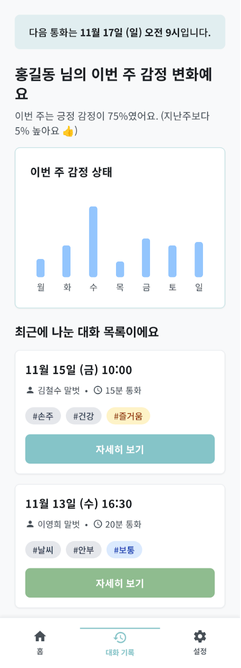 다음 통화는 11월 17일 (일) 오전 9시입니다.
홍길동 님의 이번 주 감정 변화예
요
이번 주는 긍정 감정이 75%였어요. (지난주보다
5% 높아요 👍)
이번 주 감정 상태
월 화 수 목 금 토 일
최근에 나눈 대화 목록이에요
11월 15일 (금) 10:00
김철수 말벗 • 15분 통화
#손주 #건강 #즐거움
자세히 보기
11월 13일 (수) 16:30
이영희 말벗 • 20분 통화
#날씨 #안부 #보통
자세히 보기
홈 대화 기록 설정